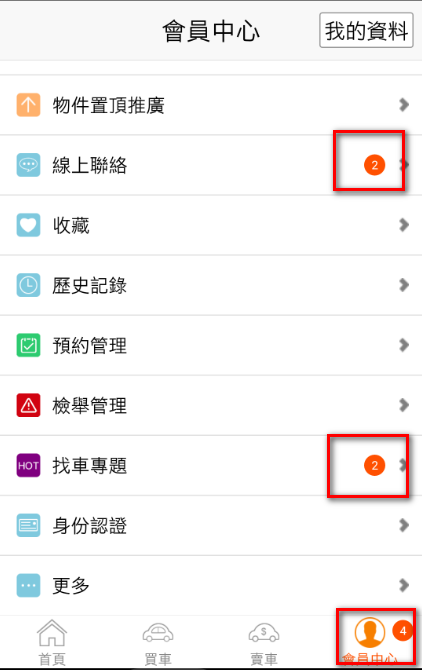 會員中心
我的資料
物件置頂推廣
線上聯絡
2
收藏
歷史記錄
預約管理
檢舉管理
HOT
找車專題
2
身份認證
更多
4
首頁
買車
賣車
會員中心